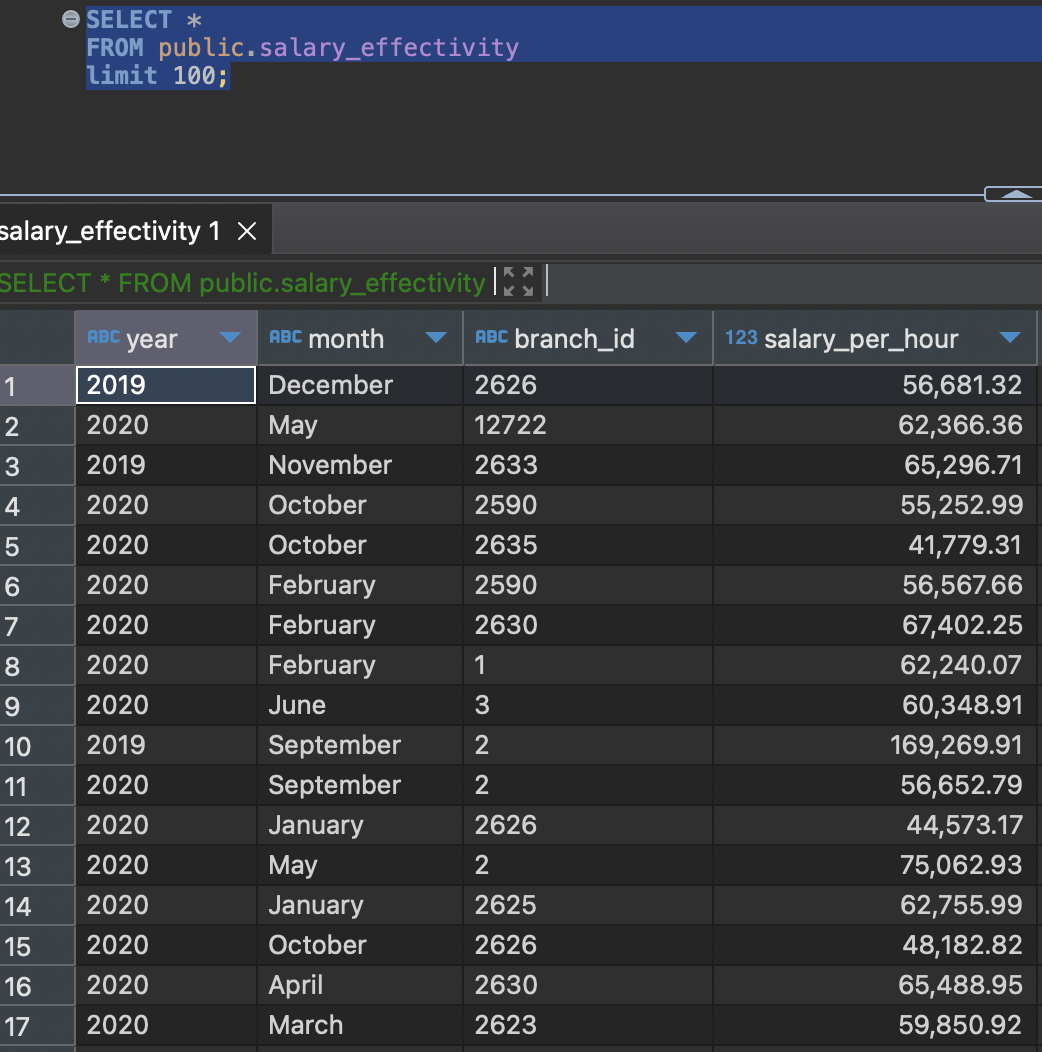 SELECT *
FROM public.salary_effectivity
limit 100;
salary_effectivity 1
SELECT * FROM public.salary_effectivity
ABC year ABC month ABC branch_id 123 salary_per_hour
1 2019 December 2626 56,681.32
2 2020 May 12722 62,366.36
3 2019 November 2633 65,296.71
4 2020 October 2590 55,252.99
5 2020 October 2635 41,779.31
6 2020 February 2590 56,567.66
7 2020 February 2630 67,402.25
8 2020 February 1 62,240.07
9 2020 June 3 60,348.91
10 2019 September 2 169,269.91
11 2020 September 2 56,652.79
12 2020 January 2626 44,573.17
13 2020 May 2 75,062.93
14 2020 January 2625 62,755.99
15 2020 October 2626 48,182.82
16 2020 April 2630 65,488.95
17 2020 March 2623 59,850.92